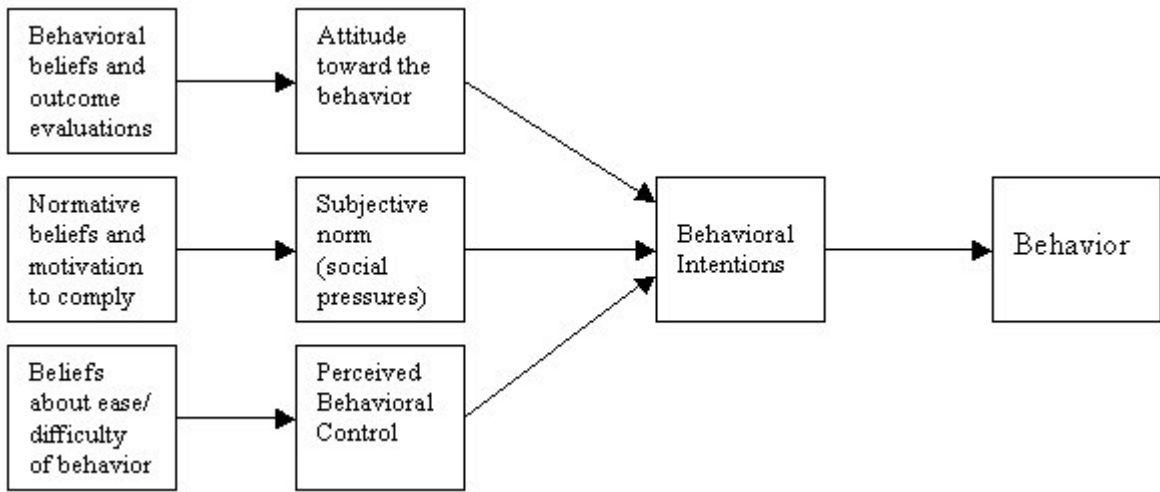 Behavioral
beliefs and
outcome
evaluations
Attitude
toward the
behavior
Normative
beliefs and
motivation
to comply
Subjective
norm
(social
pressures)
Behavioral
Intentions
Behavior
Beliefs
about ease/
difficulty
of behavior
Perceived
Behavioral
Control